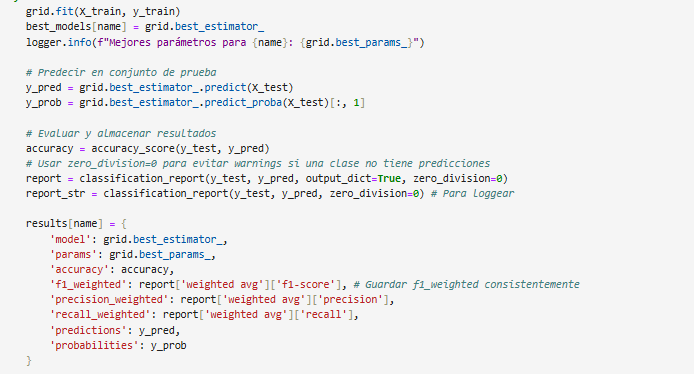 grid.fit(X_train, y_train)
best_models[name] = grid.best_estimator_
logger.info(f"Mejores parámetros para {name}: {grid.best_params_}")
# Predecir en conjunto de prueba
y_pred = grid.best_estimator_.predict(X_test)
y_prob = grid.best_estimator_.predict_proba(X_test)[:, 1]
# Evaluar y almacenar resultados
accuracy = accuracy_score(y_test, y_pred)
# Usar zero_division=0 para evitar warnings si una clase no tiene predicciones
report = classification_report(y_test, y_pred, output_dict=True, zero_division=0)
report_str = classification_report(y_test, y_pred, zero_division=0) # Para loggear
results[name] = {
    'model': grid.best_estimator_,
    'params': grid.best_params_,
    'accuracy': accuracy,
    'f1_weighted': report['weighted avg']['f1-score'], # Guardar f1_weighted consistentemente
    'precision_weighted': report['weighted avg']['precision'],
    'recall_weighted': report['weighted avg']['recall'],
    'predictions': y_pred,
    'probabilities': y_prob
}